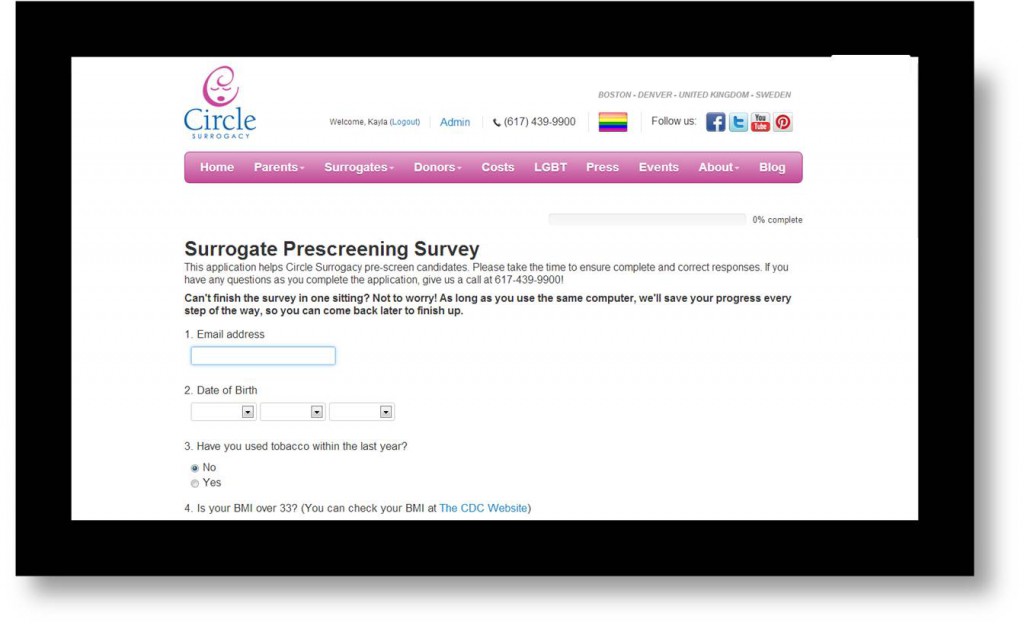 Circle
SURROGACY
BOSTON - DENVER - UNITED KINGDOM - SWEDEN
Welcome, Kayla (Logout)
Admin
(617) 439-9900
Follow us:
You
Tube
Home Parents Surrogates Donors Costs LGBT Press Events About Blog
0% complete
Surrogate Prescreening Survey
This application helps Circle Surrogacy pre-screen candidates. Please take the time to ensure complete and correct responses. If you
have any questions as you complete the application, give us a call at 617-439-9900!
Can't finish the survey in one sitting? Not to worry! As long as you use the same computer, we'll save your progress every
step of the way, so you can come back later to finish up.
1. Email address
2. Date of Birth
3. Have you used tobacco within the last year?
No
Yes
4. Is your BMI over 33? (You can check your BMI at The CDC Website)